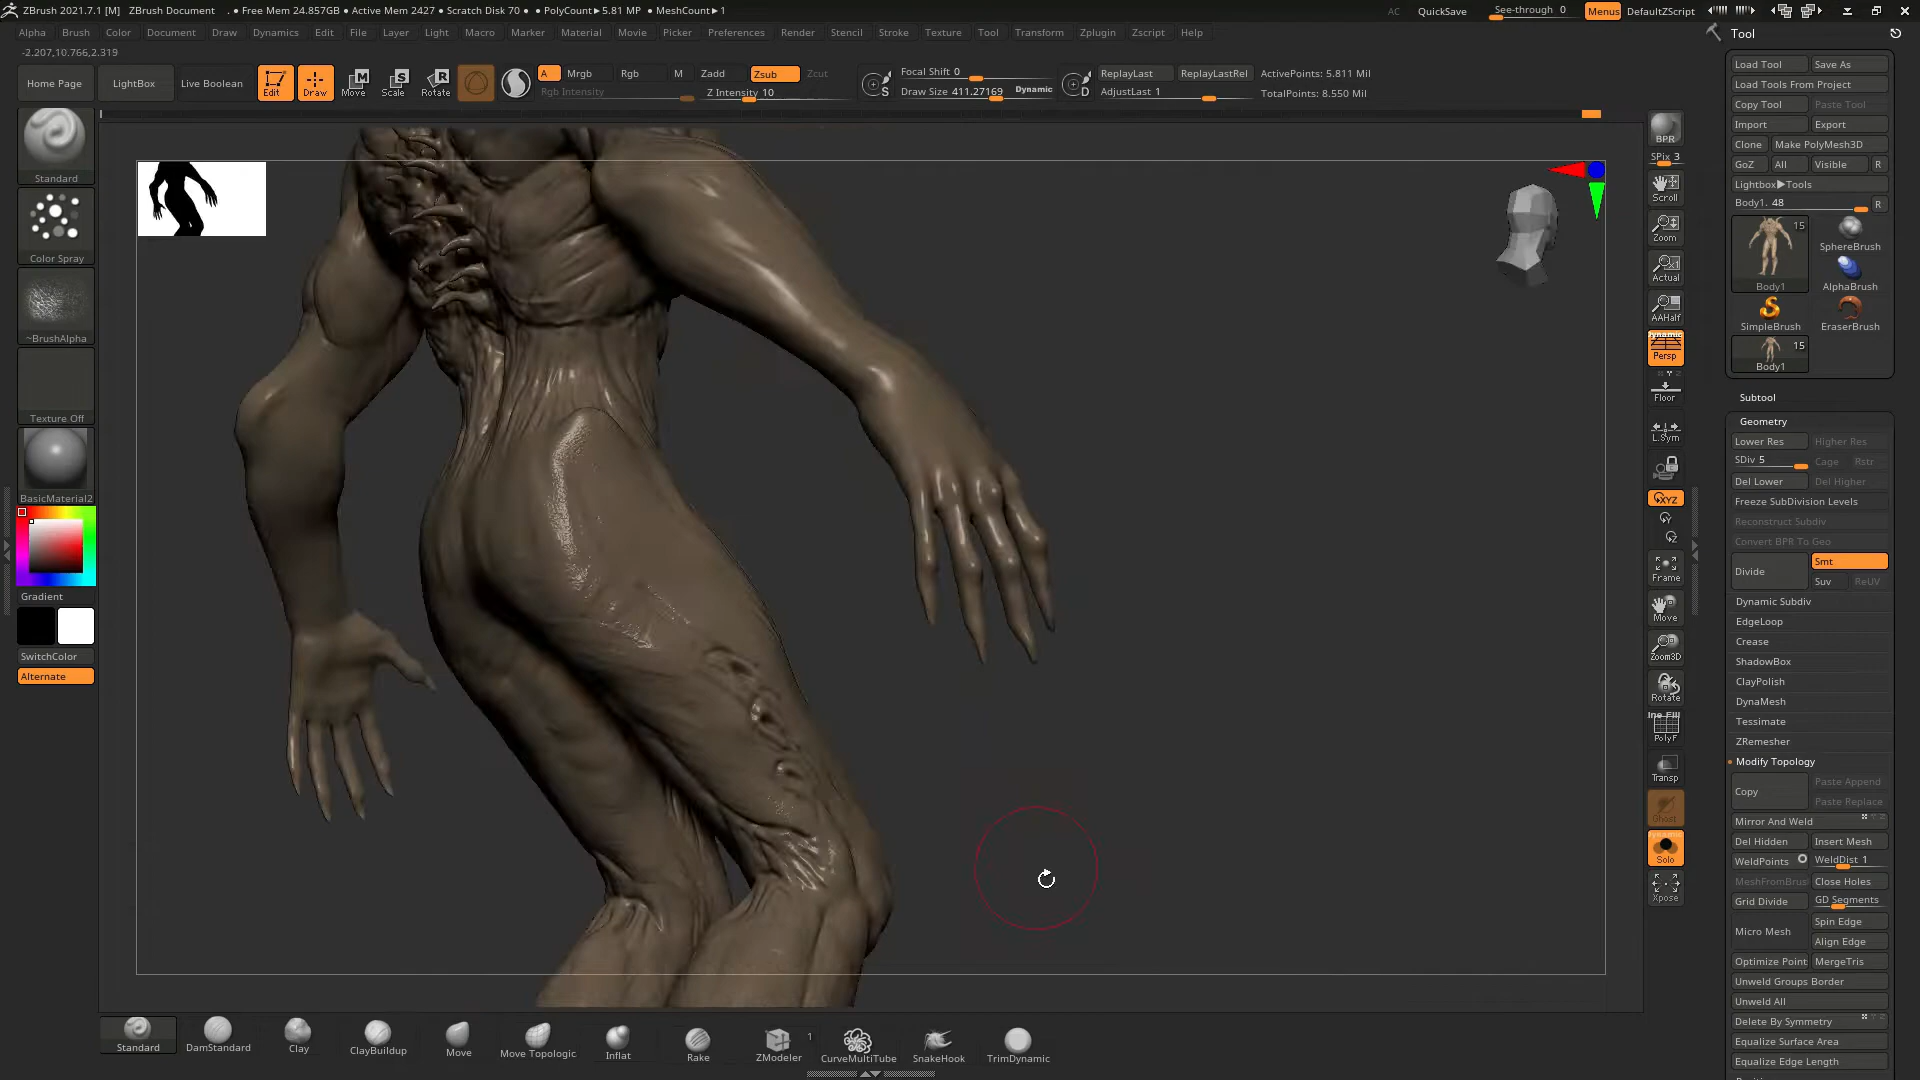 ZBrush 2021.7.1 [M] ZBrush Document . • Free Mem 24.857GB • Active Mem 2427 • Scratch Disk 70 • • PolyCount▶5.81 MP • MeshCount▶1 AC QuickSave See-through 0 Menus DefaultZScript
Alpha Brush Color Document Draw Dynamics Edit File Layer Light Macro Marker Material Movie Picker Preferences Render Stencil Stroke Texture Tool Transform Zplugin Zscript Help
-2.207,10.766,2.319
Home Page LightBox Live Boolean Edit Draw Move Scale Rotate A Mrgb Rgb M Zadd Zsub Zcut
Rgb Intensity Z Intensity 10
S Focal Shift 0
Draw Size 411.27169 Dynamic
D ReplayLast ReplayLastRel ActivePoints: 5.811 Mil
AdjustLast 1 TotalPoints: 8.550 Mil
Standard
Color Spray
~BrushAlpha
Texture Off
BasicMaterial2
Gradient
SwitchColor
Alternate
BPR
SPix 3
Scroll
Zoom
Actual
AAHalf
Dynamic
Persp
Floor
L.Sym
XYZ
Y
Z
Frame
Move
Zoom3D
Rotate
Line Fill
PolyF
Transp
Ghost
Dynamic
Solo
Xpose
Tool
Load Tool Save As
Load Tools From Project
Copy Tool Paste Tool
Import Export
Clone Make PolyMesh3D
GoZ All Visible R
Lightbox▶Tools
Body1. 48 R
15
Body1 SphereBrush
AlphaBrush
SimpleBrush EraserBrush
15
Body1
Subtool
Geometry
Lower Res Higher Res
SDiv 5 Cage Rstr
Del Lower Del Higher
Freeze SubDivision Levels
Reconstruct Subdiv
Convert BPR To Geo
Divide Smt
Suv ReUV
Dynamic Subdiv
EdgeLoop
Crease
ShadowBox
ClayPolish
DynaMesh
Tessimate
ZRemesher
Modify Topology
Copy Paste Append
Paste Replace
Mirror And Weld
Del Hidden Insert Mesh
WeldPoints WeldDist 1
MeshFromBrus Close Holes
Grid Divide GD Segments
Micro Mesh Spin Edge
Align Edge
Optimize Point MergeTris
Unweld Groups Border
Unweld All
Delete By Symmetry
Equalize Surface Area
Equalize Edge Length
Standard DamStandard Clay ClayBuildup Move Move Topologic Inflat Rake ZModeler 1 CurveMultiTube SnakeHook TrimDynamic